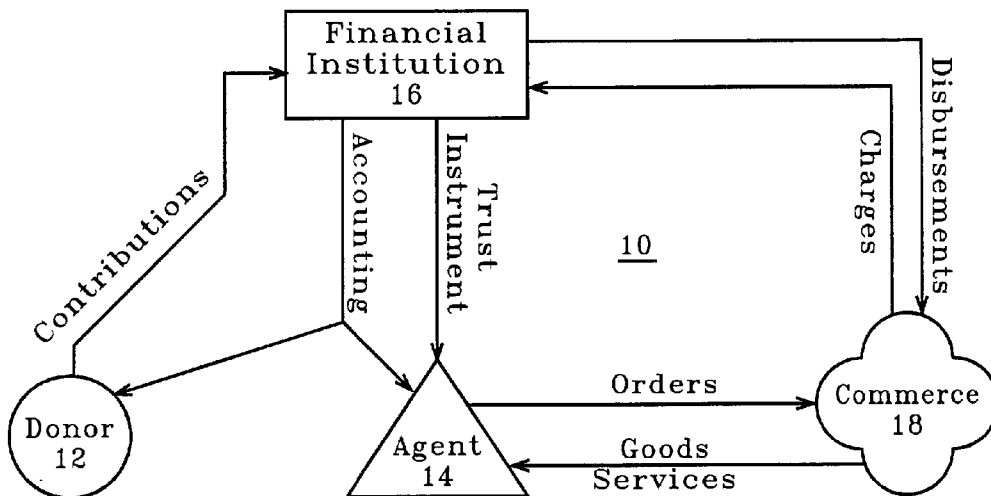 Financial
Institution
16
Contributions
Accounting
Trust
Instrument
10
Charges
Disbursements
Donor
12
Agent
14
Orders
Goods
Services
Commerce
18